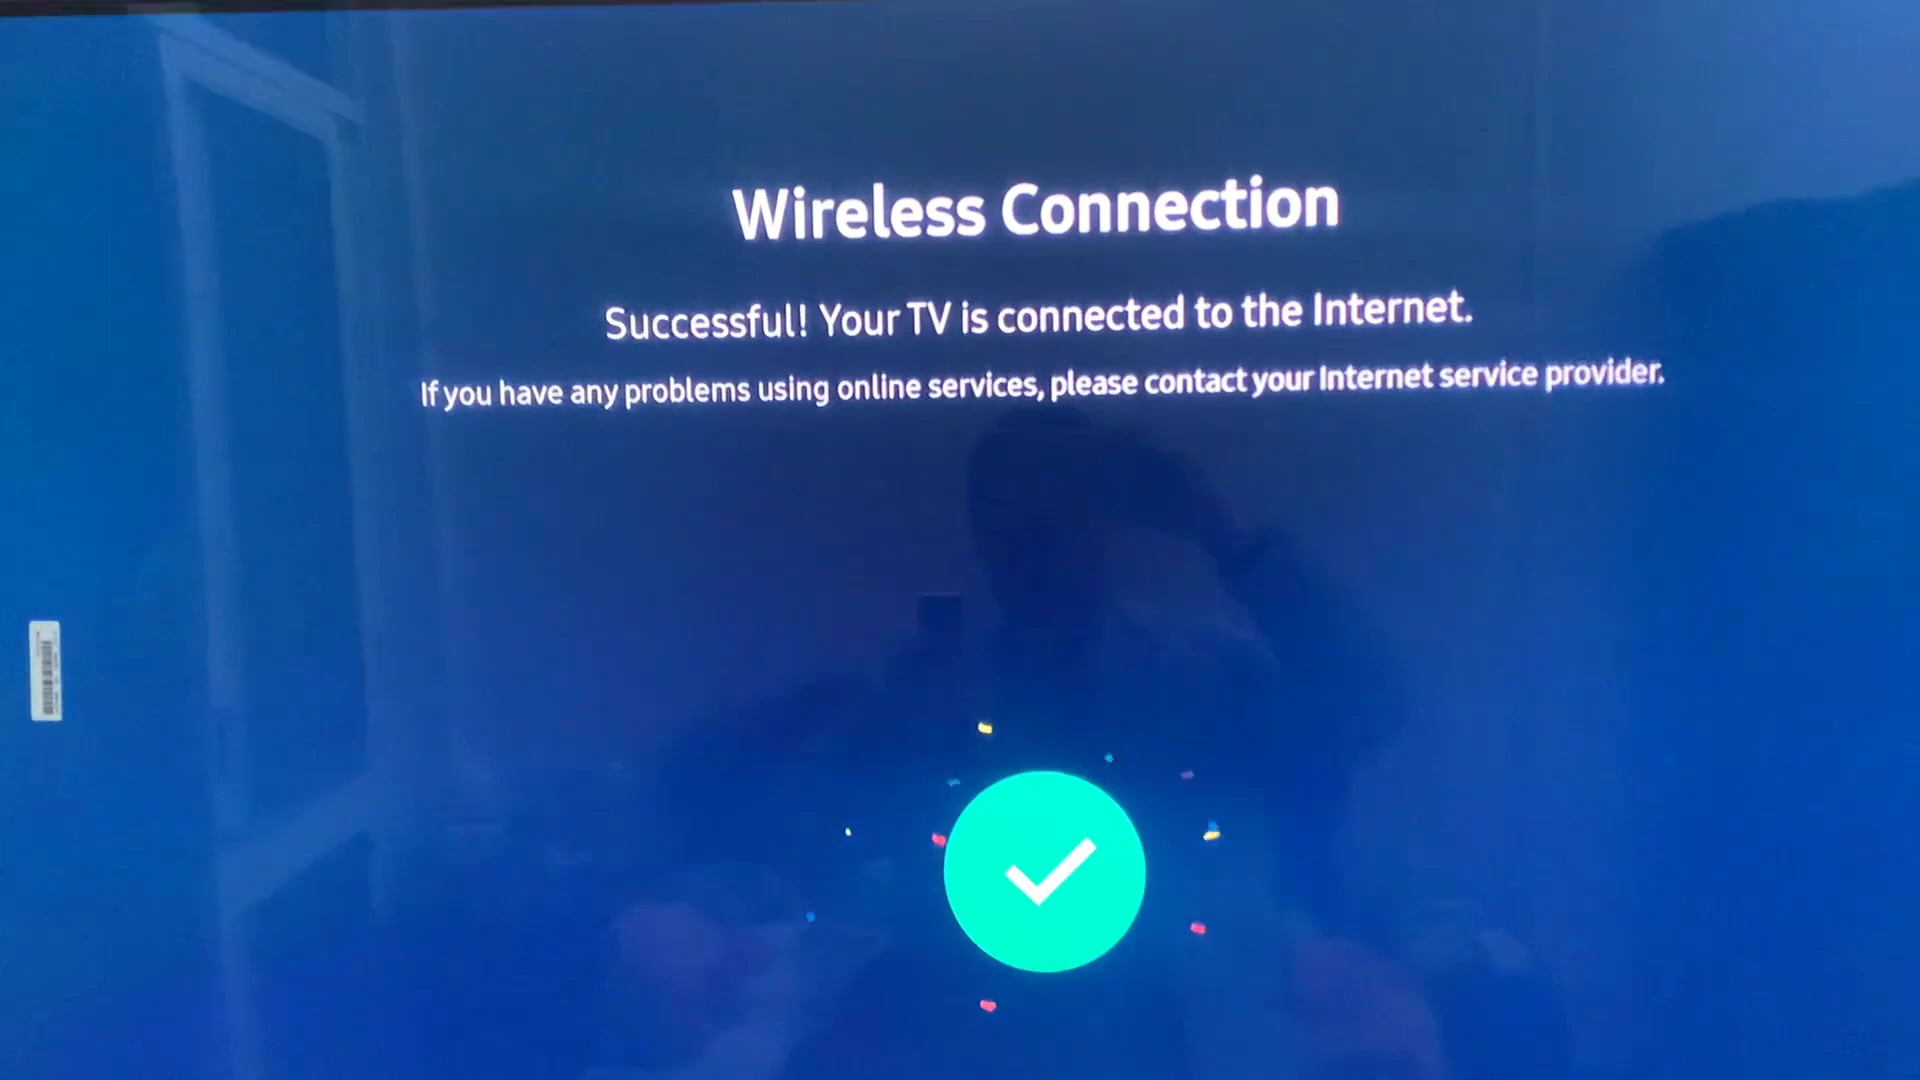 Wireless Connection
Successful! Your TV is connected to the Internet.
If you have any problems using online services, please contact your Internet service provider.